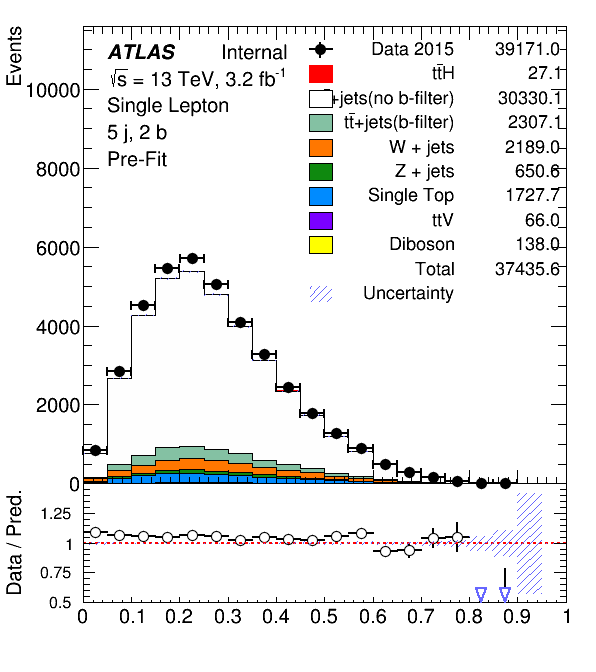 Events
ATLAS Internal
√s = 13 TeV, 3.2 fb-1
Single Lepton
5 j, 2 b
Pre-Fit
Data 2015 39171.0
tt̄H 27.1
+jets(no b-filter) 30330.1
tt̄+jets(b-filter) 2307.1
W + jets 2189.0
Z + jets 650.6
Single Top 1727.7
ttV 66.0
Diboson 138.0
Total 37435.6
Uncertainty
10000
8000
6000
4000
2000
0
Data / Pred.
1.25
1
0.75
0.5
0 0.1 0.2 0.3 0.4 0.5 0.6 0.7 0.8 0.9 1